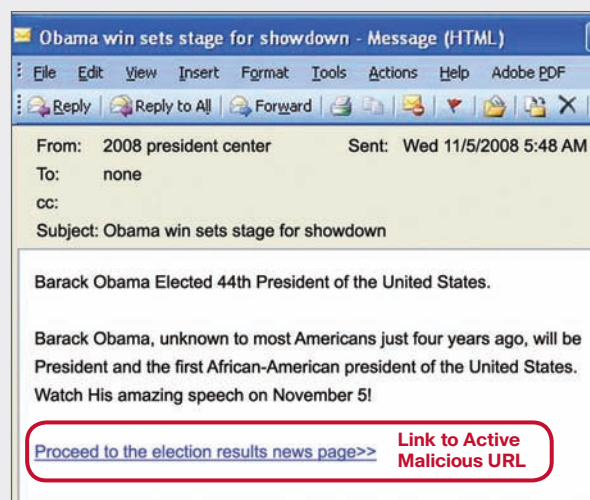 Obama win sets stage for showdown - Message (HTML)
File Edit View Insert Format Tools Actions Help Adobe PDF
Reply Reply to All Forward
From: 2008 president center Sent: Wed 11/5/2008 5:48 AM
To: none
cc:
Subject: Obama win sets stage for showdown
Barack Obama Elected 44th President of the United States.
Barack Obama, unknown to most Americans just four years ago, will be
President and the first African-American president of the United States.
Watch His amazing speech on November 5!
Proceed to the election results news page>>
Link to Active
Malicious URL